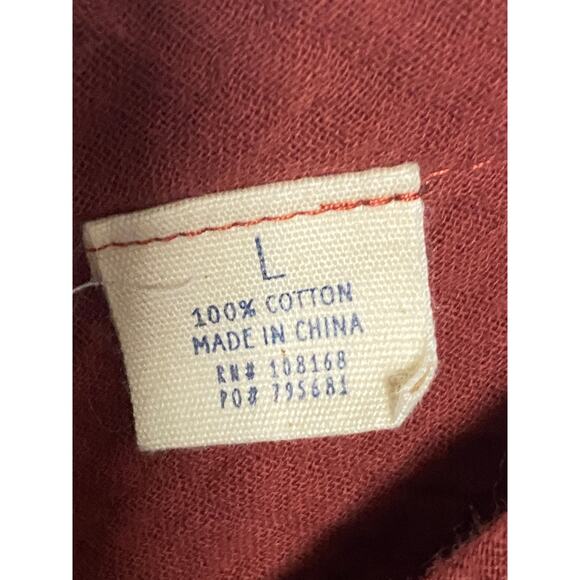 L
100% COTTON
MADE IN CHINA
RN# 108168
PO# 795681